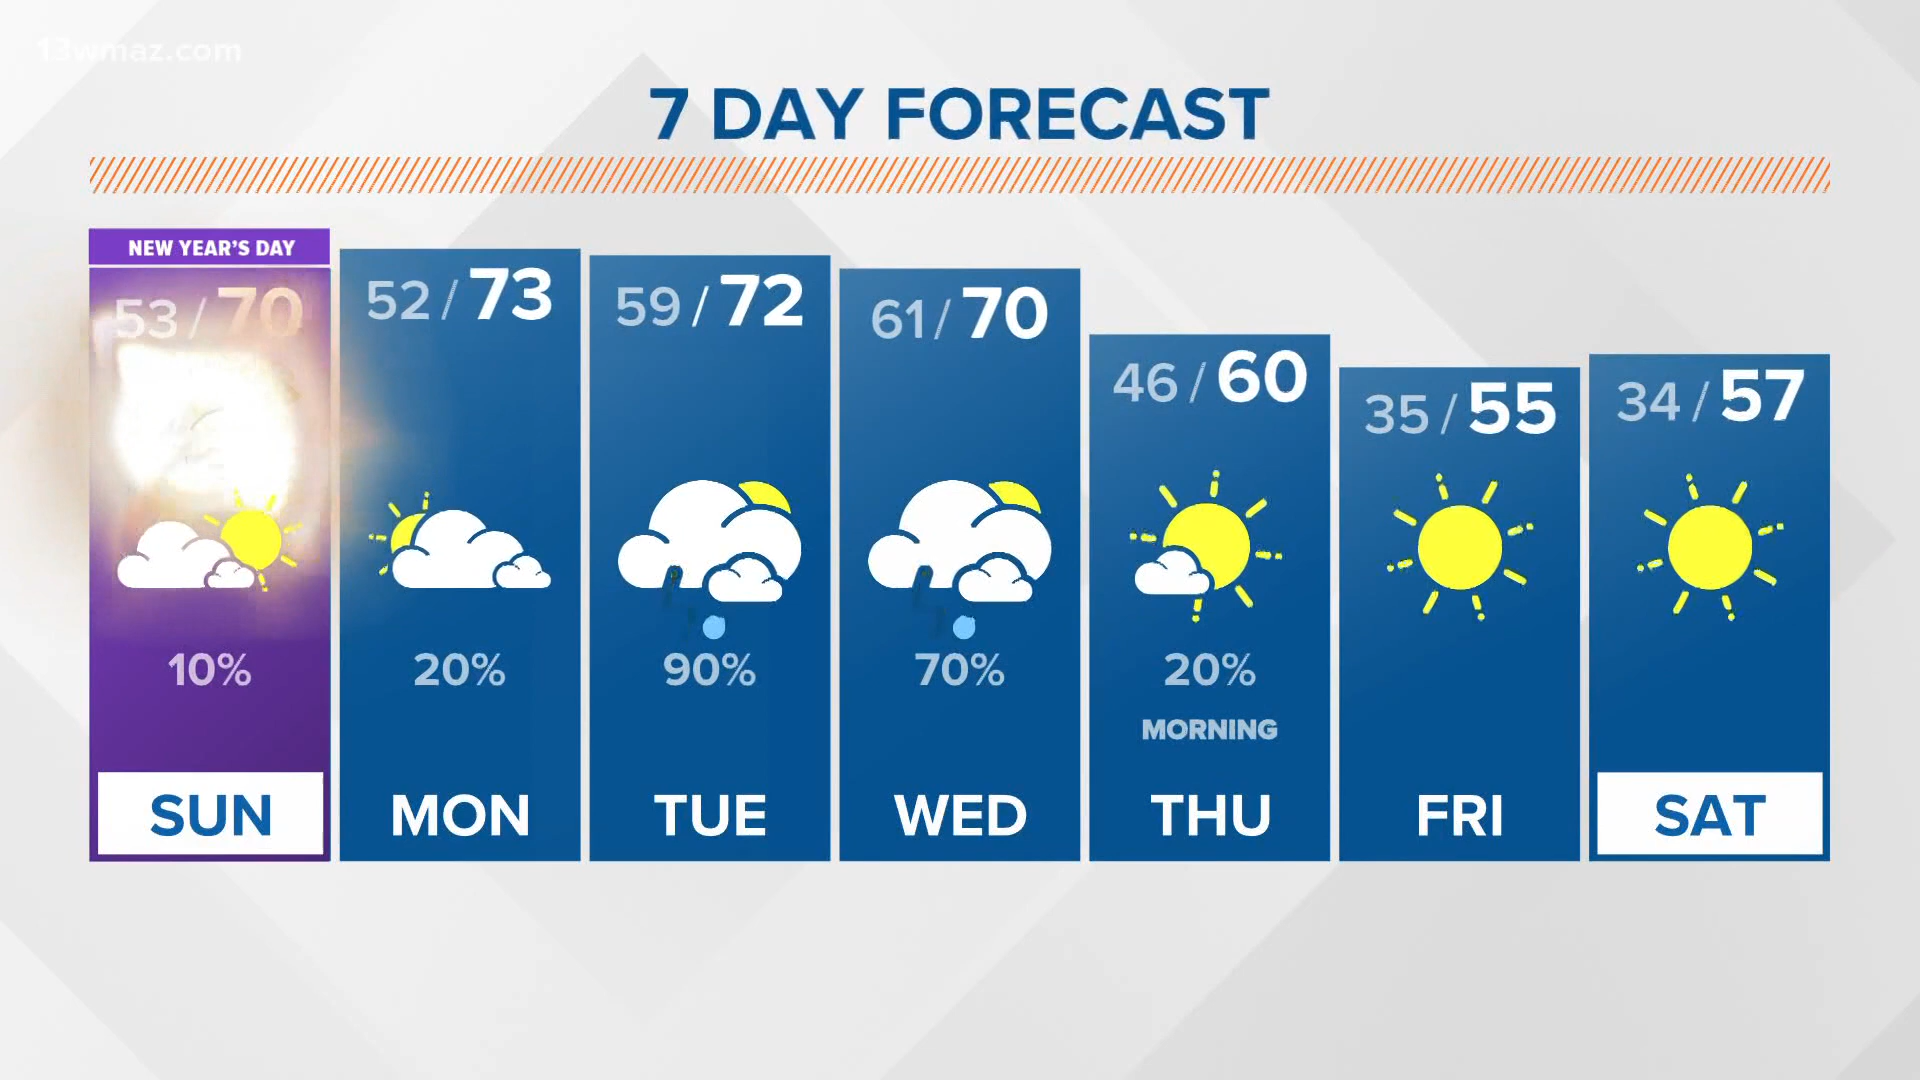 13wmaz.com
7 DAY FORECAST
NEW YEAR'S DAY
53 / 70
52 / 73
59 / 72
61 / 70
46 / 60
35 / 55
34 / 57
10%
20%
90%
70%
20%
MORNING
SUN
MON
TUE
WED
THU
FRI
SAT